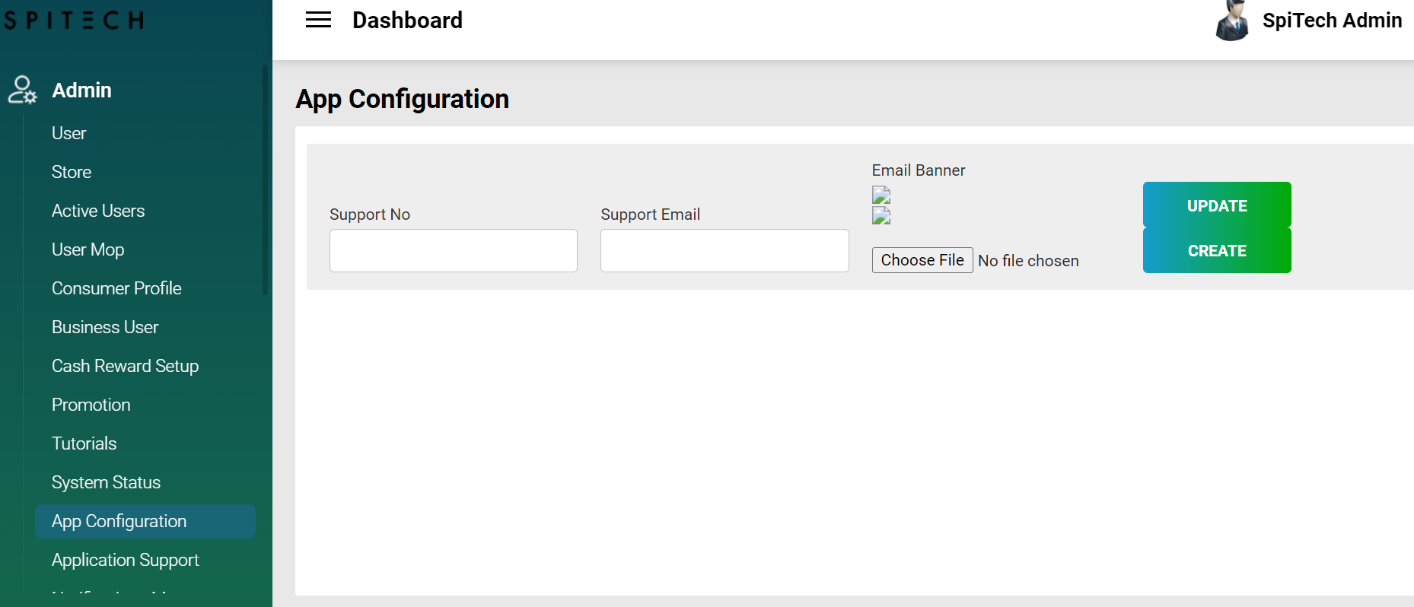 SPITECH
Dashboard
SpiTech Admin
Admin
User
Store
Active Users
User Mop
Consumer Profile
Business User
Cash Reward Setup
Promotion
Tutorials
System Status
App Configuration
Application Support
App Configuration
Support No
Support Email
Email Banner
Choose File No file chosen
UPDATE
CREATE